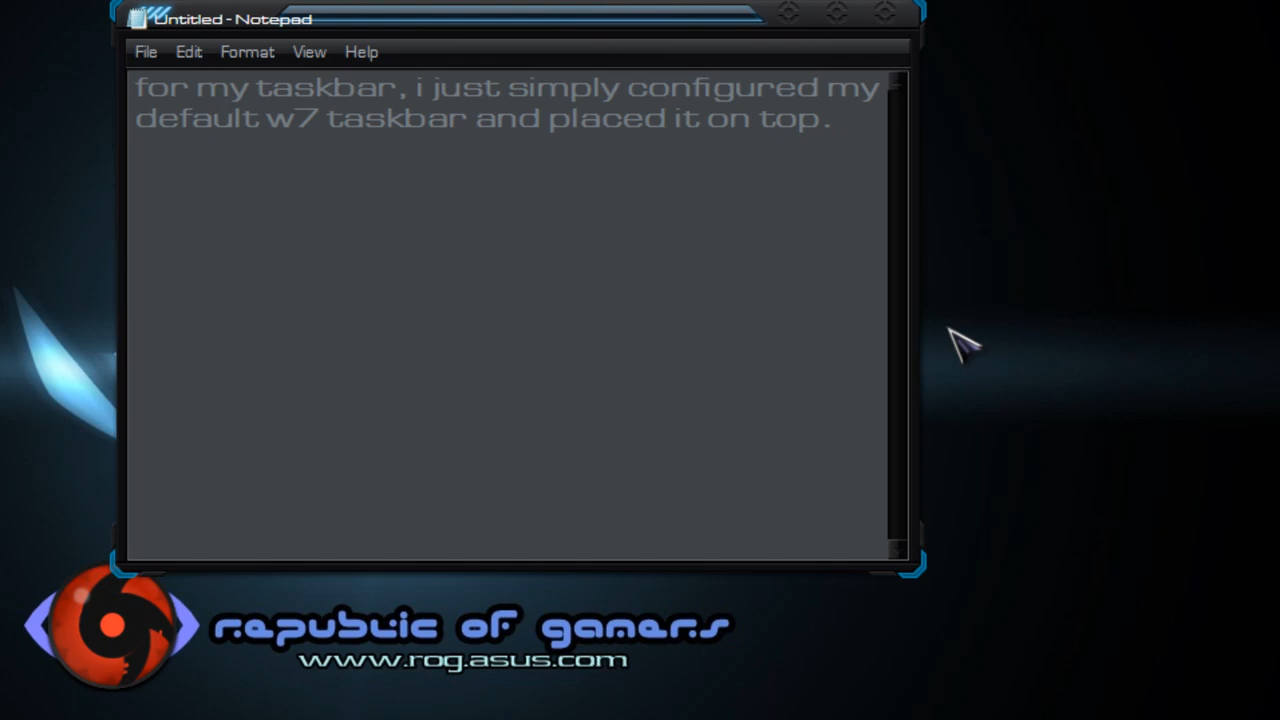 Untitled - Notepad
File Edit Format View Help
for my taskbar, i just simply configured my
default w7 taskbar and placed it on top.
republic of gamers
www.rog.asus.com